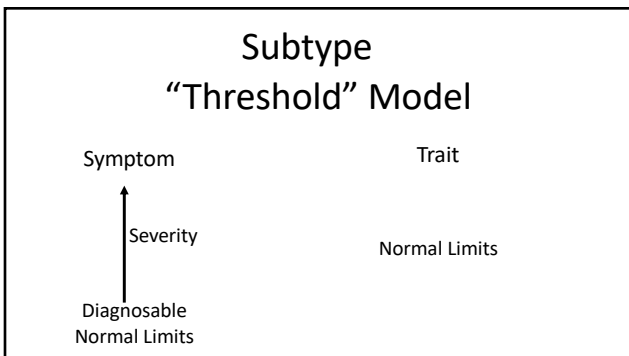 Subtype
“Threshold” Model
Symptom
Trait
Severity
Normal Limits
Diagnosable
Normal Limits